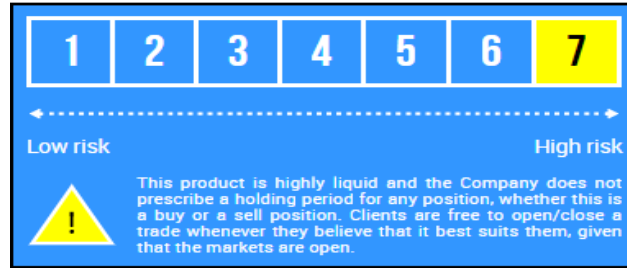 1 2 3 4 5 6 7
Low risk High risk
!
This product is highly liquid and the Company does not
prescribe a holding period for any position, whether this is
a buy or a sell position. Clients are free to open/close a
trade whenever they believe that it best suits them, given
that the markets are open.